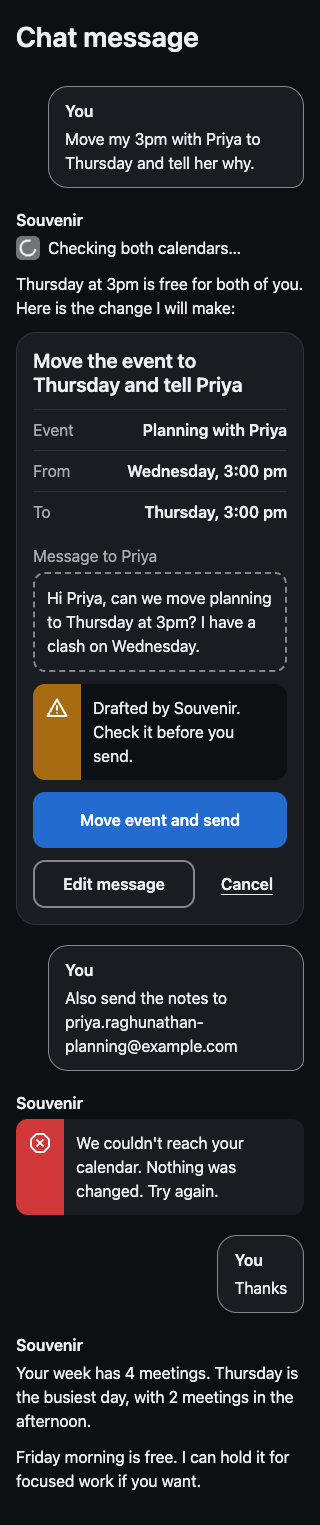 Chat message
You
Move my 3pm with Priya to
Thursday and tell her why.
Souvenir
Checking both calendars...
Thursday at 3pm is free for both of you.
Here is the change I will make:
Move the event to
Thursday and tell Priya
Event Planning with Priya
From Wednesday, 3:00 pm
To Thursday, 3:00 pm
Message to Priya
Hi Priya, can we move planning
to Thursday at 3pm? I have a
clash on Wednesday.
Drafted by Souvenir.
Check it before you
send.
Move event and send
Edit message Cancel
You
Also send the notes to
priya.raghunathan-
planning@example.com
Souvenir
We couldn't reach your
calendar. Nothing was
changed. Try again.
You
Thanks
Souvenir
Your week has 4 meetings. Thursday is
the busiest day, with 2 meetings in the
afternoon.
Friday morning is free. I can hold it for
focused work if you want.